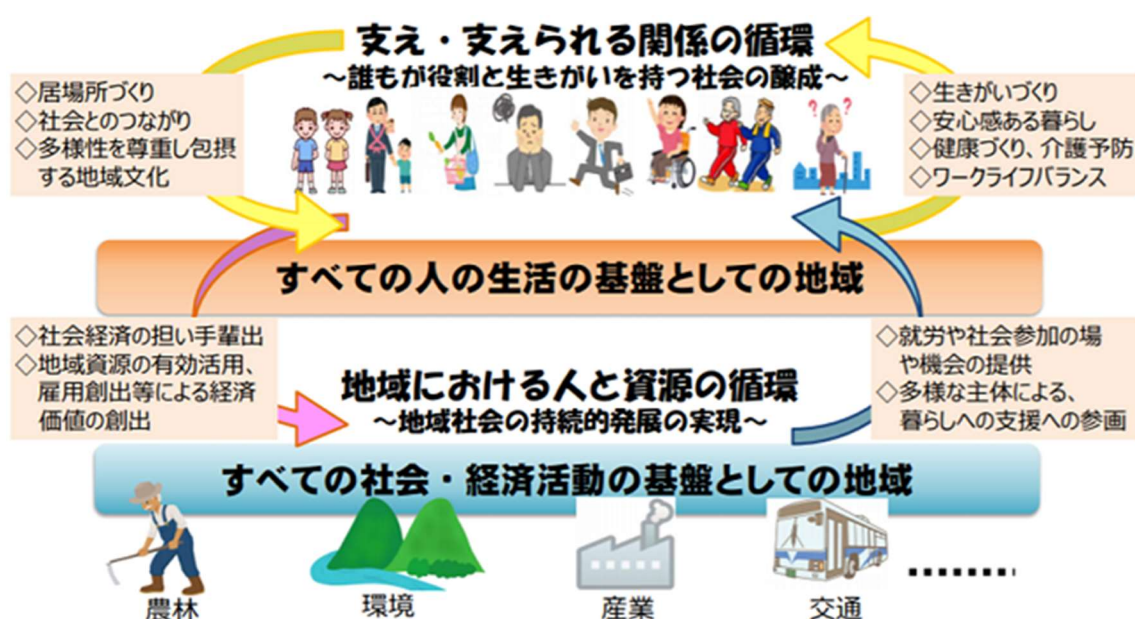 支え・支えられる関係の循環
~誰もが役割と生きがいを持つ社会の醸成~
◇居場所づくり
◇社会とのつながり
◇多様性を尊重し包摂
する地域文化
◇生きがいづくり
◇安心感ある暮らし
◇健康づくり、介護予防
◇ワークライフバランス
??
すべての人の生活の基盤としての地域
◇社会経済の担い手輩出
◇地域資源の有効活用、
雇用創出等による経済
価値の創出
地域における人と資源の循環
~地域社会の持続的発展の実現~
◇就労や社会参加の場
や機会の提供
◇多様な主体による、
暮らしへの支援への参画
すべての社会・経済活動の基盤としての地域
農林
環境
産業
交通